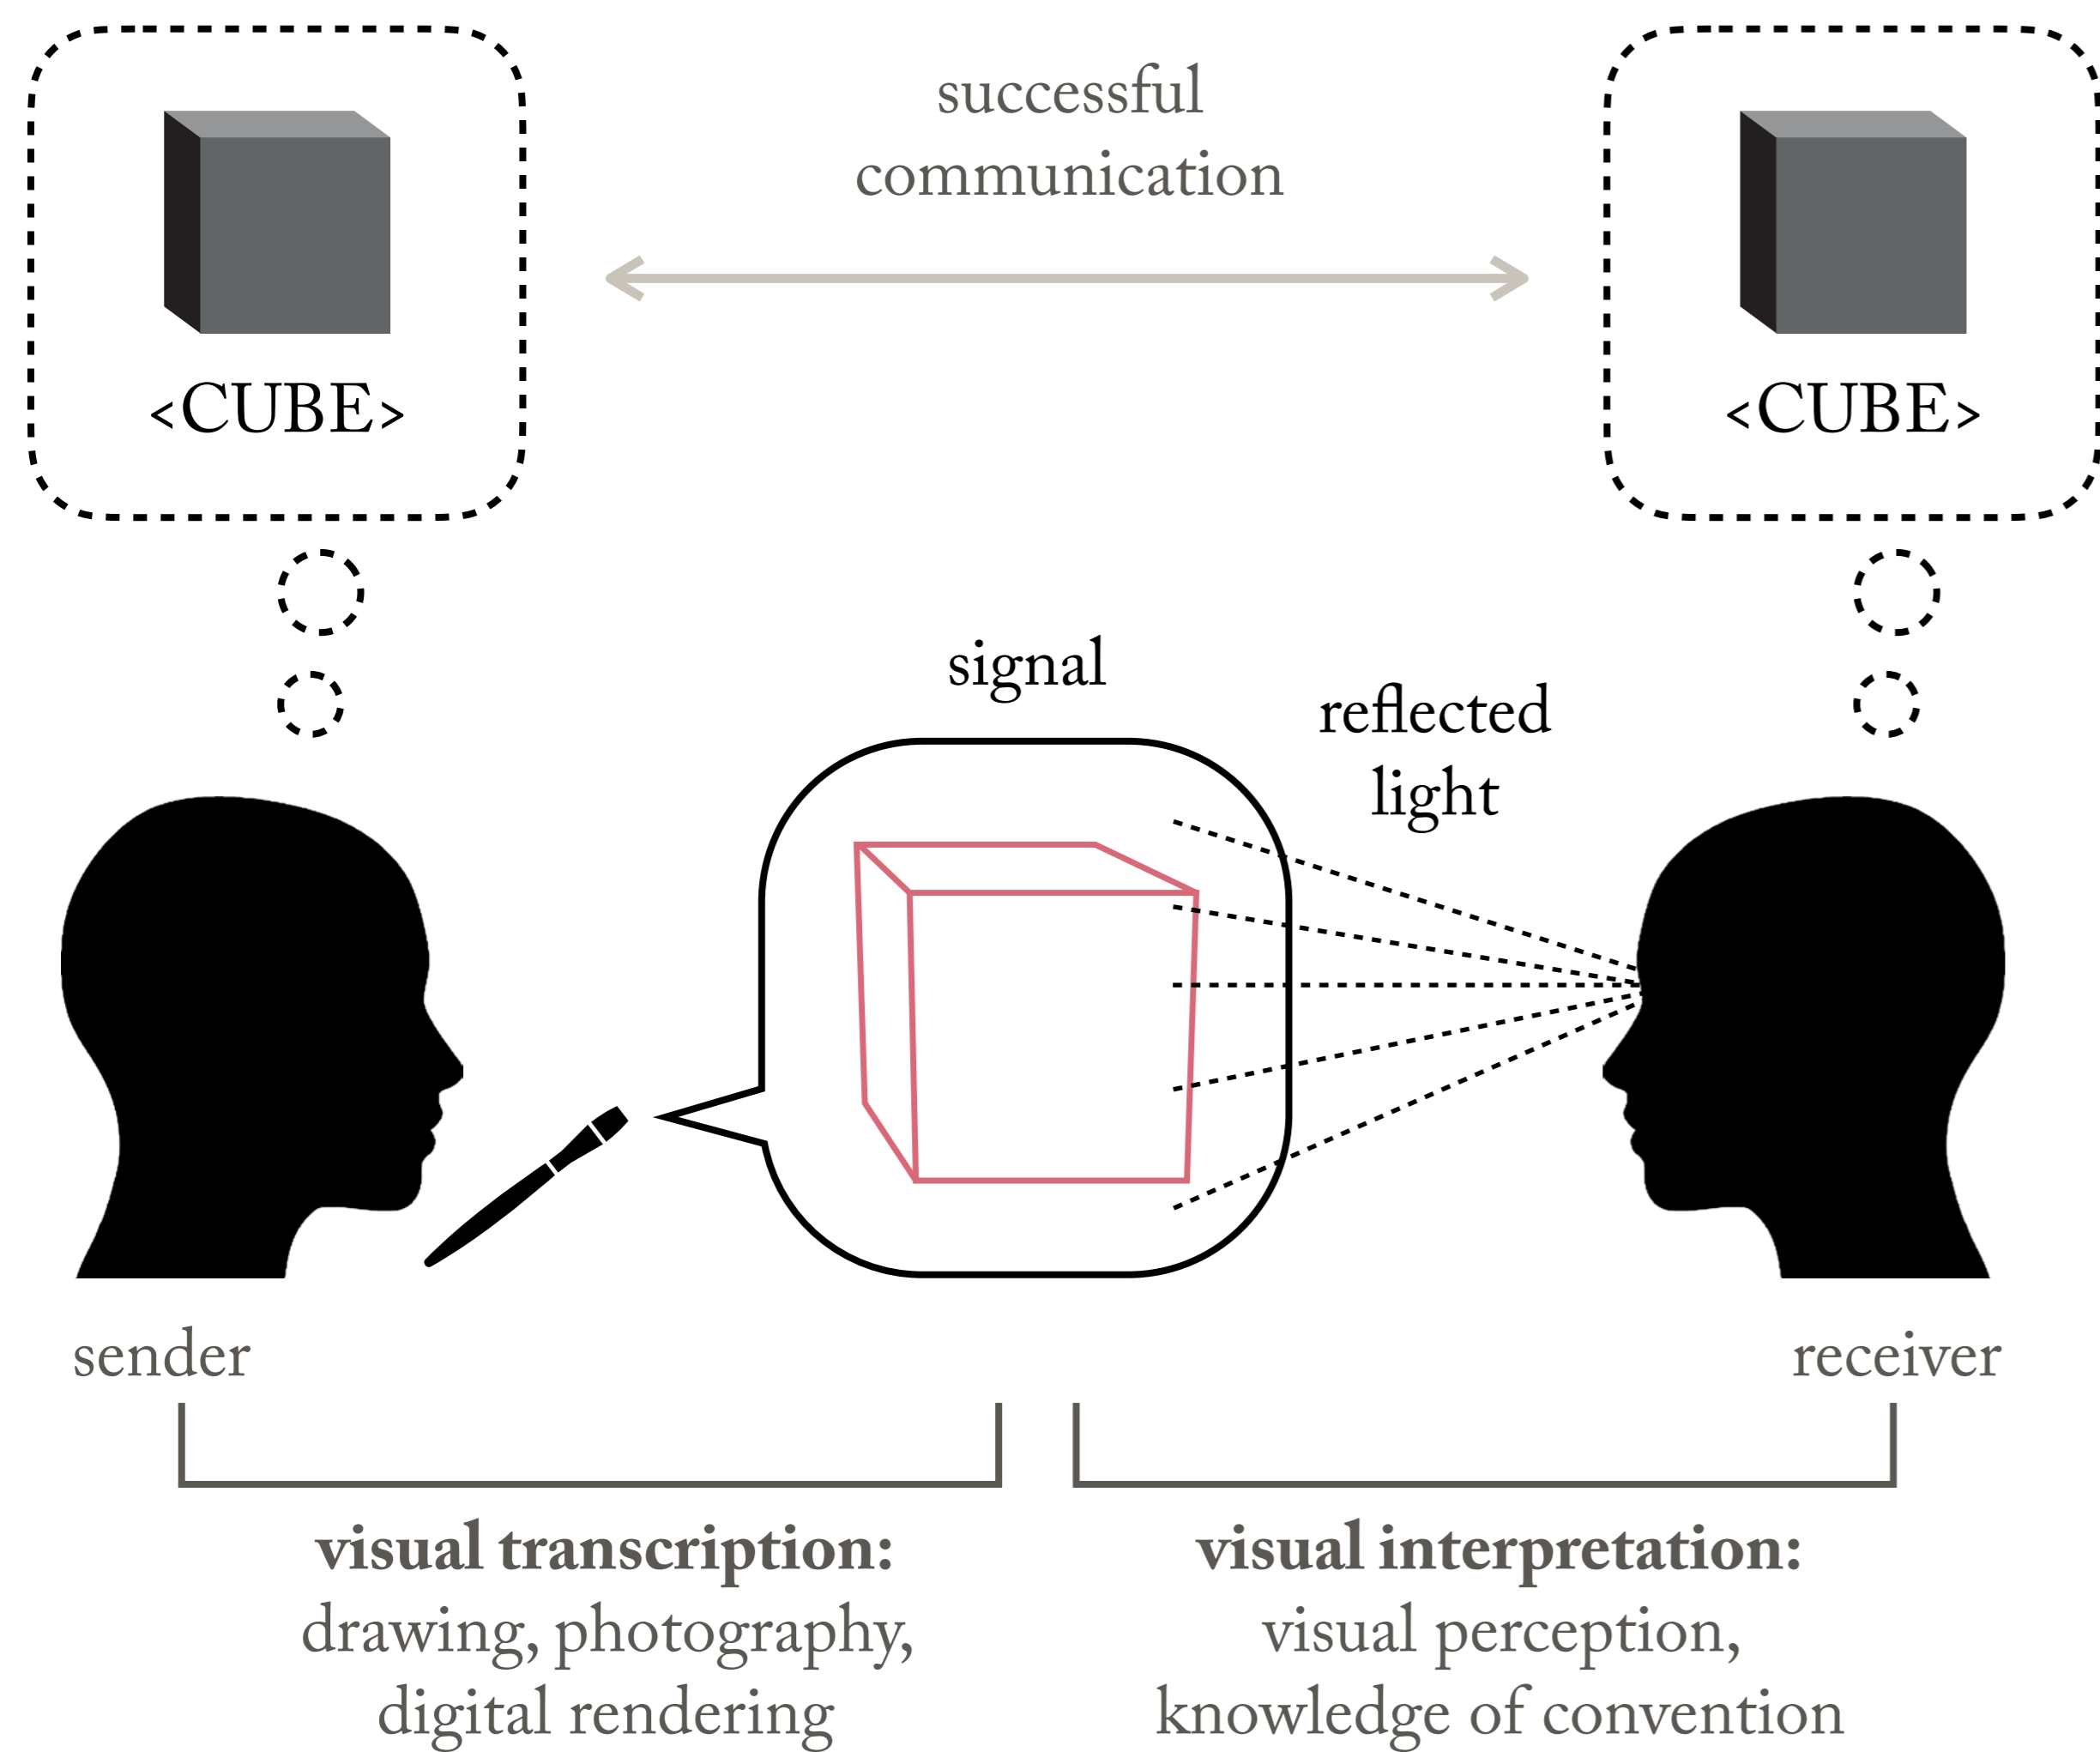 successful
communication
<CUBE>
<CUBE>
signal
reflected
light
sender
receiver
visual transcription:
drawing, photography,
digital rendering
visual interpretation:
visual perception,
knowledge of convention